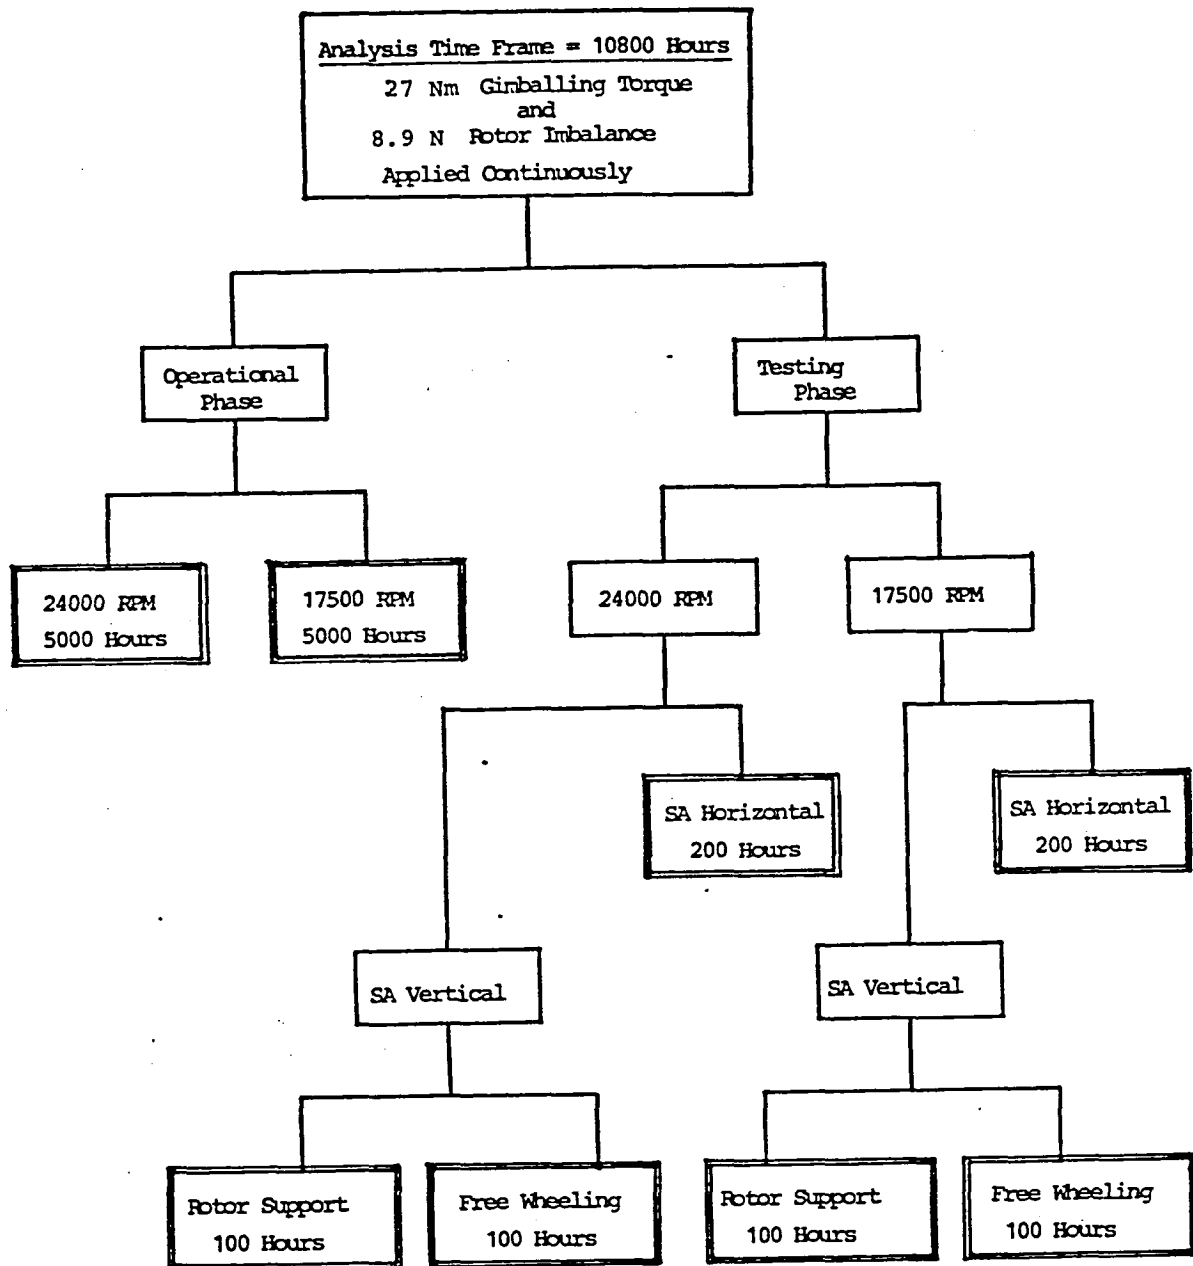 Analysis Time Frame = 10800 Hours
27 Nm Gimballing Torque
and
8.9 N Rotor Imbalance
Applied Continuously
Operational
Phase
Testing
Phase
24000 RPM
5000 Hours
17500 RPM
5000 Hours
24000 RPM
17500 RPM
SA Horizontal
200 Hours
SA Horizontal
200 Hours
SA Vertical
SA Vertical
Rotor Support
100 Hours
Free Wheeling
100 Hours
Rotor Support
100 Hours
Free Wheeling
100 Hours